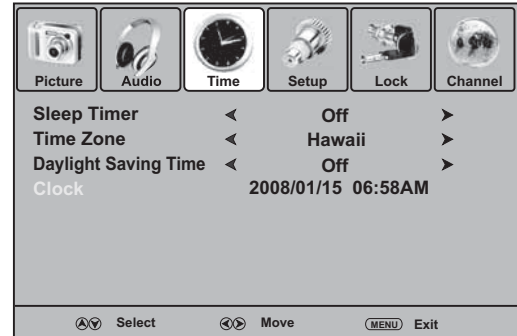 Picture Audio Time Setup Lock Channel
Sleep Timer Off
Time Zone Hawaii
Daylight Saving Time Off
Clock 2008/01/15 06:58AM
Select Move MENU Exit